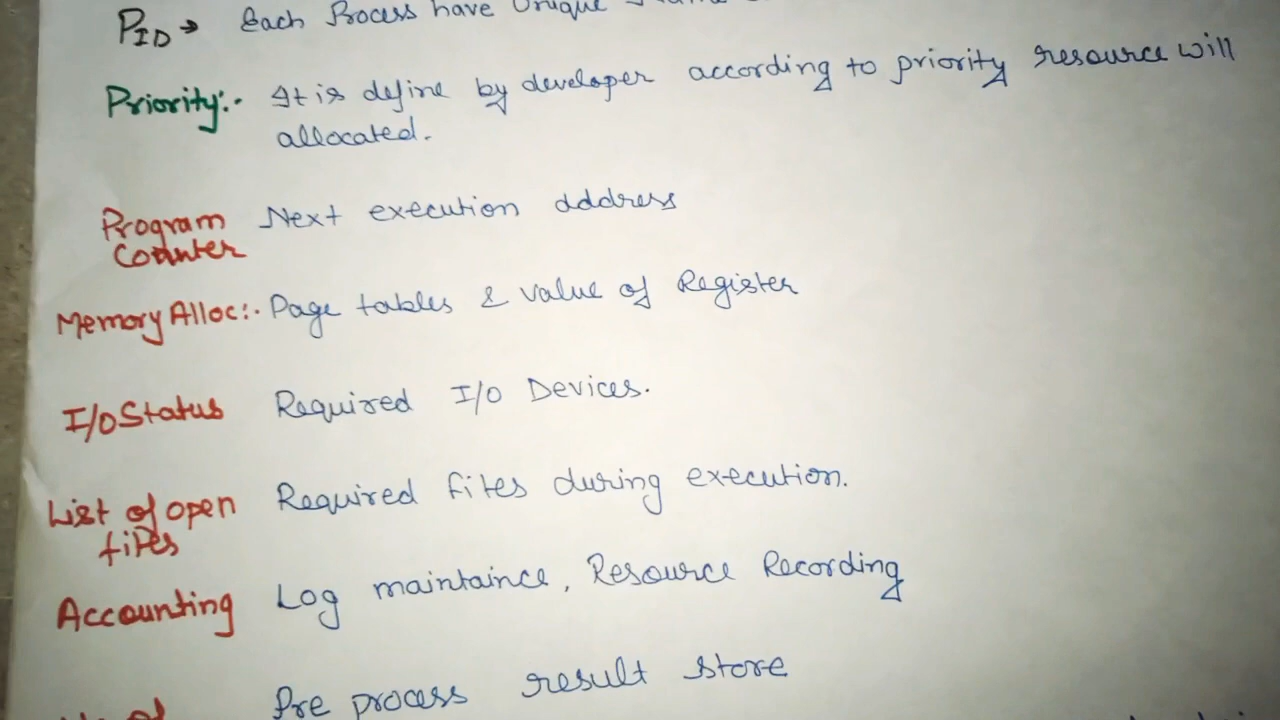 PID → Each Process have Unique
Priority:- It is define by developer according to priority resource will
allocated.
Program Next execution address
Counter
Memory Alloc:- Page tables & value of Register
I/O Status Required I/O Devices.
List of open Required files during execution.
files
Accounting Log maintaince, Resource Recording
Pre process result store